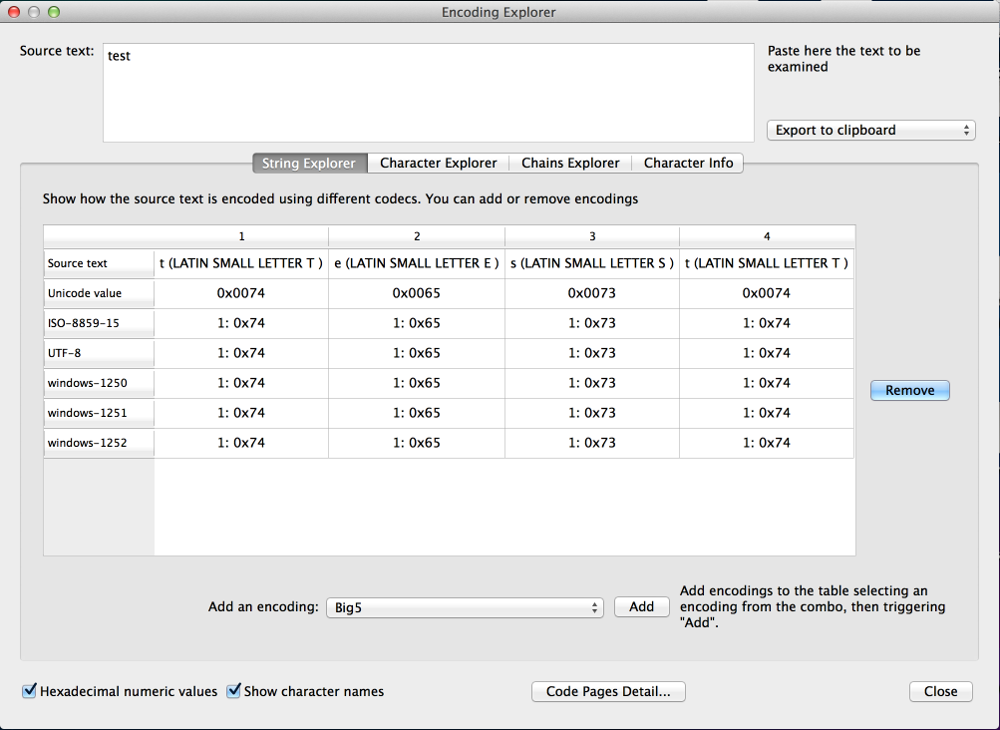 Encoding Explorer
Source text:
test
Paste here the text to be
examined
Export to clipboard
String Explorer Character Explorer Chains Explorer Character Info
Show how the source text is encoded using different codecs. You can add or remove encodings
1 2 3 4
Source text t (LATIN SMALL LETTER T ) e (LATIN SMALL LETTER E ) s (LATIN SMALL LETTER S ) t (LATIN SMALL LETTER T )
Unicode value 0x0074 0x0065 0x0073 0x0074
ISO-8859-15 1: 0x74 1: 0x65 1: 0x73 1: 0x74
UTF-8 1: 0x74 1: 0x65 1: 0x73 1: 0x74
windows-1250 1: 0x74 1: 0x65 1: 0x73 1: 0x74
Remove
windows-1251 1: 0x74 1: 0x65 1: 0x73 1: 0x74
windows-1252 1: 0x74 1: 0x65 1: 0x73 1: 0x74
Add an encoding: Big5 Add
Add encodings to the table selecting an
encoding from the combo, then triggering
"Add".
Hexadecimal numeric values Show character names Code Pages Detail... Close